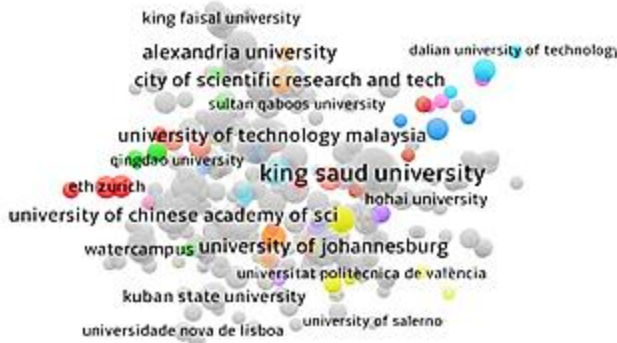 king faisal university
alexandria university
dalian university of technology
city of scientific research and tech
sultan qaboos university
university of technology malaysia
qingdao university
king saud university
eth zurich
hohai university
university of chinese academy of sci
watercampus
university of johannesburg
universitat politècnica de valència
kuban state university
university of salerno
universidade nova de lisboa